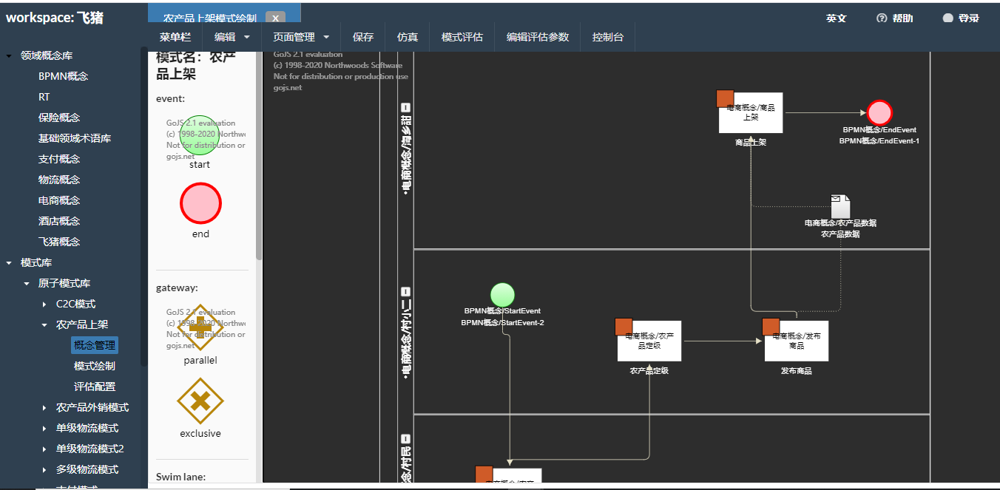 workspace: 飞猪
农产品上架模式绘制 x
英文
帮助
登录
菜单栏
编辑
页面管理
保存
仿真
模式评估
编辑评估参数
控制台
领域概念库
BPMN概念
RT
保险概念
基础领域术语库
支付概念
物流概念
电商概念
酒店概念
飞猪概念
模式库
原子模式库
C2C模式
农产品上架
概念管理
模式绘制
评估配置
农产品外销模式
单级物流模式
单级物流模式2
多级物流模式
支付模式
模式名：农产
品上架
event:
GoJS 2.1 evaluation
(c) 1998-2020 Northw
Not for distribution or
gojs.net
start
end
gateway:
GoJS 2.1 evaluation
(c) 1998-2020 Northw
Not for distribution or
gojs.net
parallel
exclusive
Swim lane:
GoJS 2.1 evaluation
(c) 1998-2020 Northwoods Software
Not for distribution or production use
gojs.net
电商概念/海乡甜
电商概念/商品
上架
商品上架
BPMN概念/EndEvent
BPMN概念/EndEvent-1
电商概念/农产品数据
农产品数据
电商概念/村小二
BPMN概念/StartEvent
BPMN概念/StartEvent-2
电商概念/农产
品定级
农产品定级
电商概念/发布
商品
发布商品
念/村民
电商概念/农产